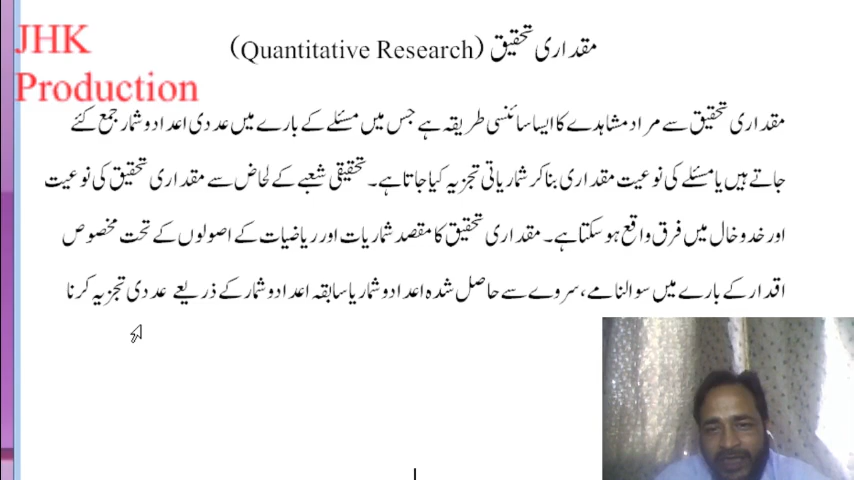 JHK
Production
مقداری تحقیق (Quantitative Research)
مقداری تحقیق سے مراد مشاہدے کا ایسا سائنسی طریقہ ہے جس میں مسئلے کے بارے میں عددی اعداد و شمار جمع کئے
جاتے ہیں یا مسئلے کی نوعیت مقداری بنا کر شماریاتی تجزیہ کیا جاتا ہے۔ تحقیقی شعبے کے لحاض سے مقداری تحقیق کی نوعیت
اور خدوخال میں فرق واقع ہو سکتا ہے۔ مقداری تحقیق کا مقصد شماریات اور ریاضیات کے اصولوں کے تحت مخصوص
اقدار کے بارے میں سوالنامے، سروے سے حاصل شدہ اعداد و شمار یا سابقہ اعداد و شمار کے ذریعے عددی تجزیہ کرنا